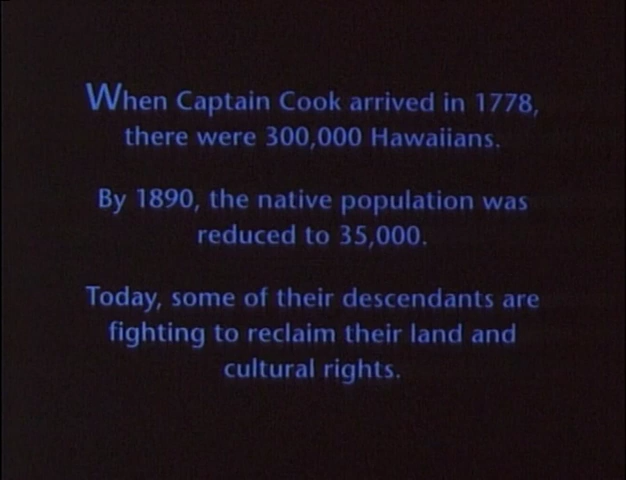 When Captain Cook arrived in 1778,
there were 300,000 Hawaiians.
By 1890, the native population was
reduced to 35,000.
Today, some of their descendants are
fighting to reclaim their land and
cultural rights.